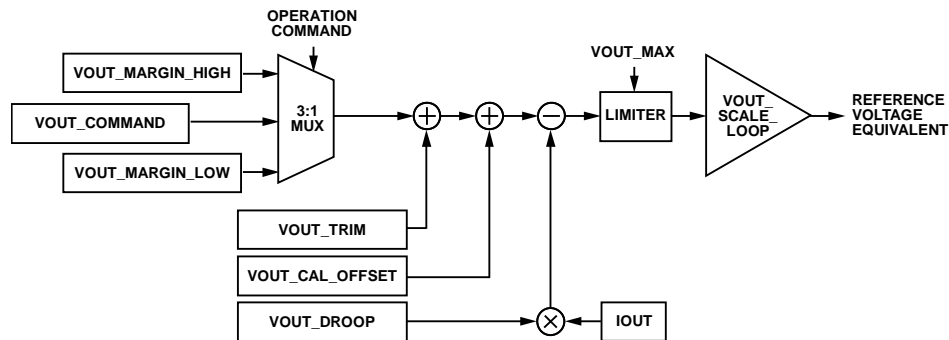 OPERATION
COMMAND
VOUT_MARGIN_HIGH
VOUT_COMMAND
VOUT_MARGIN_LOW
3:1
MUX
+
+
−
VOUT_MAX
LIMITER
VOUT_
SCALE_
LOOP
REFERENCE
VOLTAGE
EQUIVALENT
VOUT_TRIM
VOUT_CAL_OFFSET
VOUT_DROOP
×
IOUT